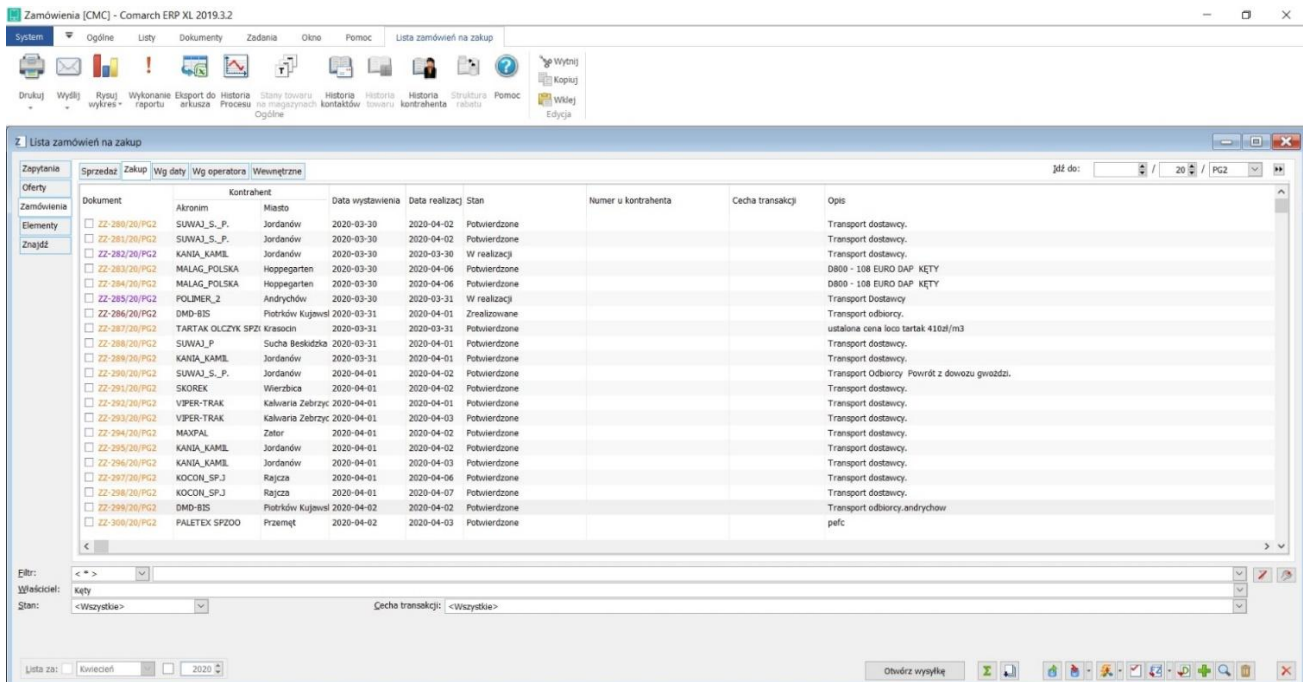 Zamówienia [CMC] - Comarch ERP XL 2019.3.2
System Ogólne Listy Dokumenty Zadania Okno Pomoc Lista zamówień na zakup
Drukuj Wyślij Rysuj wykres Wykonanie raportu Eksport do arkusza Historia Procesu Stany towaru na magazynach Historia kontaktów Historia towaru Historia kontrahenta Struktura rabatu Pomoc
Wytnij
Kopiuj
Wklej
Ogólne Edycja
Lista zamówień na zakup
Zapytania
Oferty
Zamówienia
Elementy
Znajdź
Sprzedaż Zakup Wg daty Wg operatora Wewnętrzne Idź do: / 20 / PG2
Dokument Kontrahent Data wystawienia Data realizacj Stan Numer u kontrahenta Cecha transakcji Opis
Akronim Miasto
ZZ-280/20/PG2 SUWAJ_S._P. Jordanów 2020-03-30 2020-04-02 Potwierdzone Transport dostawcy.
ZZ-281/20/PG2 SUWAJ_S._P. Jordanów 2020-03-30 2020-04-02 Potwierdzone Transport dostawcy.
ZZ-282/20/PG2 KANIA_KAMIL Jordanów 2020-03-30 2020-03-30 W realizacji Transport dostawcy.
ZZ-283/20/PG2 MALAG_POLSKA Hoppegarten 2020-03-30 2020-04-06 Potwierdzone D800 - 108 EURO DAP KĘTY
ZZ-284/20/PG2 MALAG_POLSKA Hoppegarten 2020-03-30 2020-04-06 Potwierdzone D800 - 108 EURO DAP KĘTY
ZZ-285/20/PG2 POLIMER_2 Andrychów 2020-03-30 2020-03-31 W realizacji Transport Dostawcy
ZZ-286/20/PG2 DMD-BIS Piotrków Kujawsl 2020-03-31 2020-04-01 Zrealizowane Transport odbiorcy.
ZZ-287/20/PG2 TARTAK OLCZYK SPZ( Krasocin 2020-03-31 2020-03-31 Potwierdzone ustalona cena loco tartak 410zł/m3
ZZ-288/20/PG2 SUWAJ_P Sucha Beskidzka 2020-03-31 2020-04-01 Potwierdzone Transport dostawcy.
ZZ-289/20/PG2 KANIA_KAMIL Jordanów 2020-03-31 2020-04-01 Potwierdzone Transport dostawcy.
ZZ-290/20/PG2 SUWAJ_S._P. Jordanów 2020-04-01 2020-04-02 Potwierdzone Transport Odbiorcy Powrót z dowozu gwoździ.
ZZ-291/20/PG2 SKOREK Wierzbica 2020-04-01 2020-04-02 Potwierdzone Transport dostawcy.
ZZ-292/20/PG2 VIPER-TRAK Kalwaria Zebrzyc 2020-04-01 2020-04-01 Potwierdzone Transport dostawcy.
ZZ-293/20/PG2 VIPER-TRAK Kalwaria Zebrzyc 2020-04-01 2020-04-03 Potwierdzone Transport dostawcy.
ZZ-294/20/PG2 MAXPAL Zator 2020-04-01 2020-04-02 Potwierdzone Transport dostawcy.
ZZ-295/20/PG2 KANIA_KAMIL Jordanów 2020-04-01 2020-04-02 Potwierdzone Transport dostawcy.
ZZ-296/20/PG2 KANIA_KAMIL Jordanów 2020-04-01 2020-04-03 Potwierdzone Transport dostawcy.
ZZ-297/20/PG2 KOCON_SP.J Rajcza 2020-04-01 2020-04-06 Potwierdzone Transport dostawcy.
ZZ-298/20/PG2 KOCON_SP.J Rajcza 2020-04-01 2020-04-07 Potwierdzone Transport dostawcy.
ZZ-299/20/PG2 DMD-BIS Piotrków Kujawsl 2020-04-02 2020-04-02 Potwierdzone Transport odbiorcy.andrychow
ZZ-300/20/PG2 PALETEX SPZOO Przemęt 2020-04-02 2020-04-03 Potwierdzone pefc
Filtr: < * >
Właściciel: Kęty
Stan: <Wszystkie> Cecha transakcji: <Wszystkie>
Lista za: Kwiecień 2020 Otwórz wysyłkę